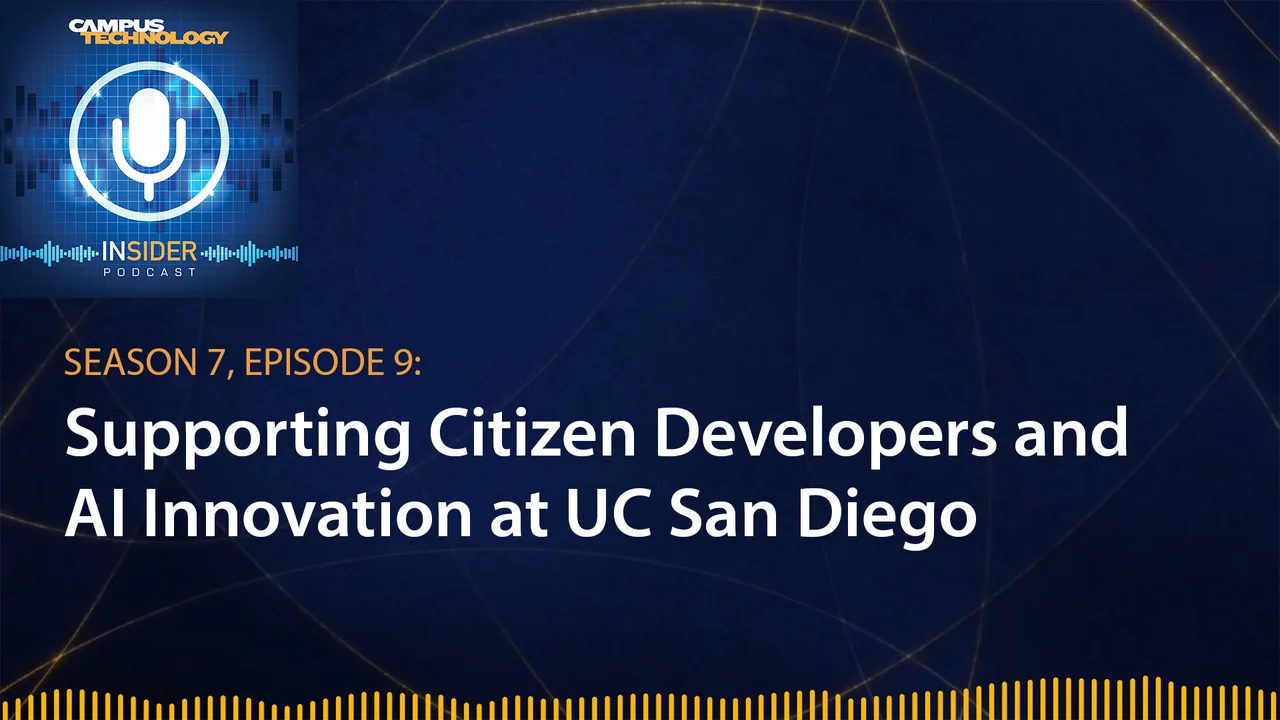 CAMPUS
TECHNOLOGY
INSIDER
PODCAST
SEASON 7, EPISODE 9:
Supporting Citizen Developers and
AI Innovation at UC San Diego